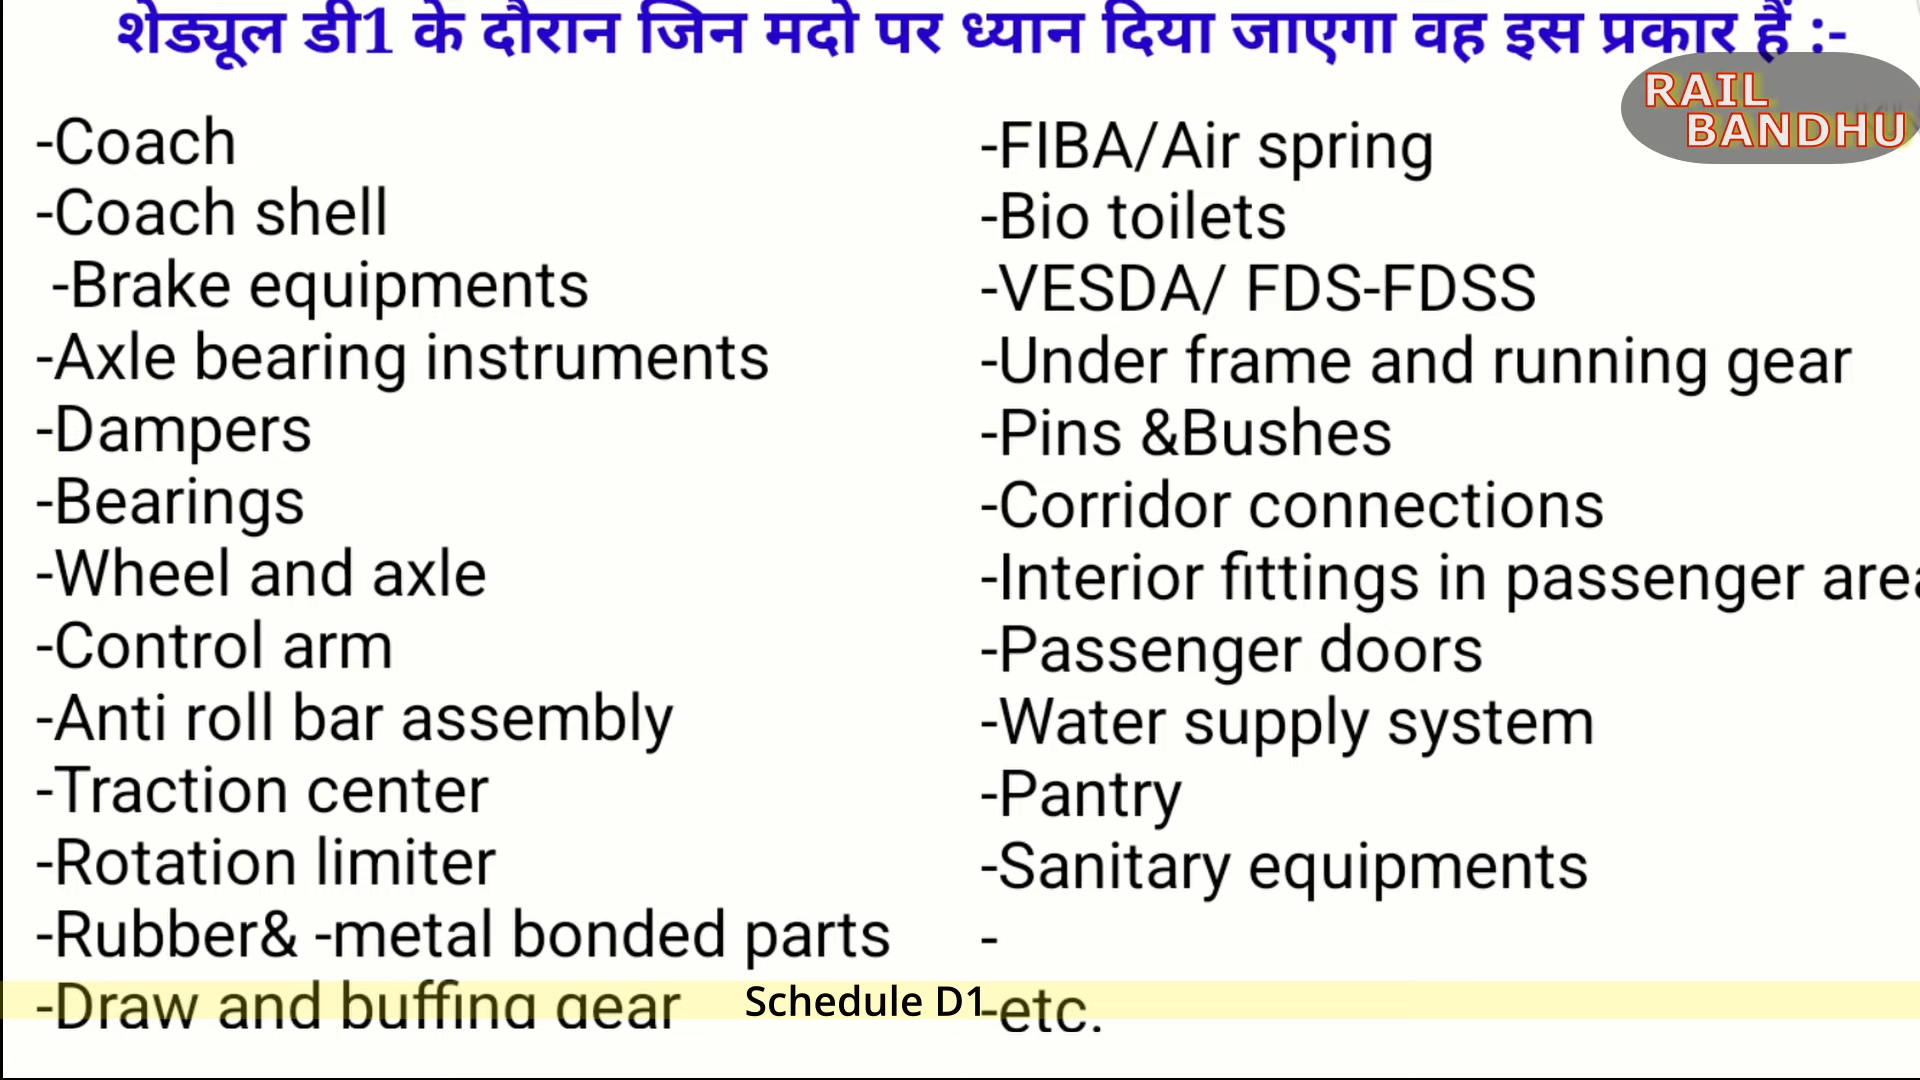 शेड्यूल डी1 के दौरान जिन मदो पर ध्यान दिया जाएगा वह इस प्रकार हैं :-
RAIL
BANDHU
-Coach
-Coach shell
-Brake equipments
-Axle bearing instruments
-Dampers
-Bearings
-Wheel and axle
-Control arm
-Anti roll bar assembly
-Traction center
-Rotation limiter
-Rubber& -metal bonded parts
-Draw and buffing gear
-FIBA/Air spring
-Bio toilets
-VESDA/ FDS-FDSS
-Under frame and running gear
-Pins &Bushes
-Corridor connections
-Interior fittings in passenger area
-Passenger doors
-Water supply system
-Pantry
-Sanitary equipments
-
-etc.
Schedule D1